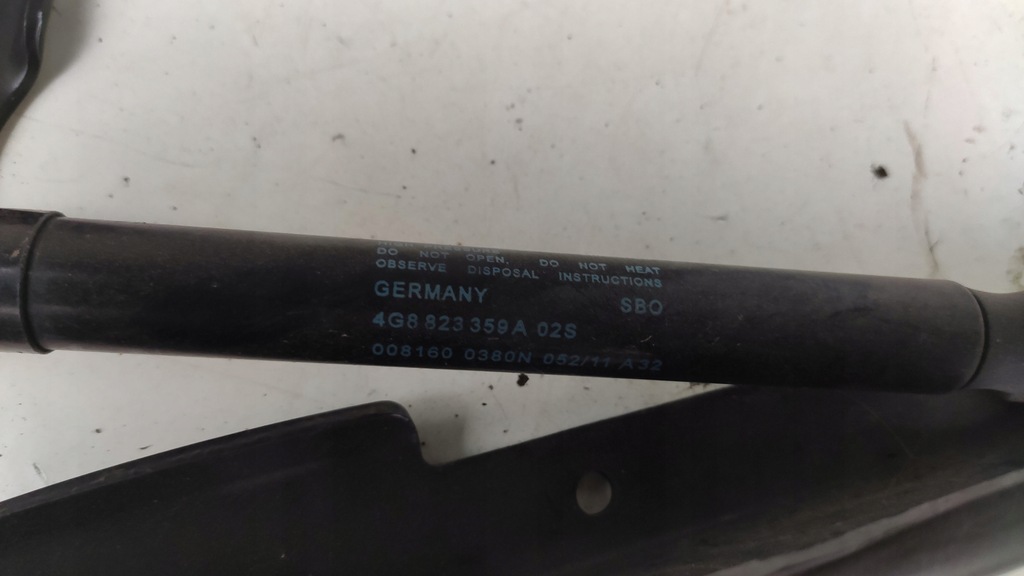 DO NOT OPEN. DO NOT HEAT
OBSERVE DISPOSAL INSTRUCTIONS
GERMANY SBO
4G8 823 359 A 02S
008160 0380N 052/11 A32